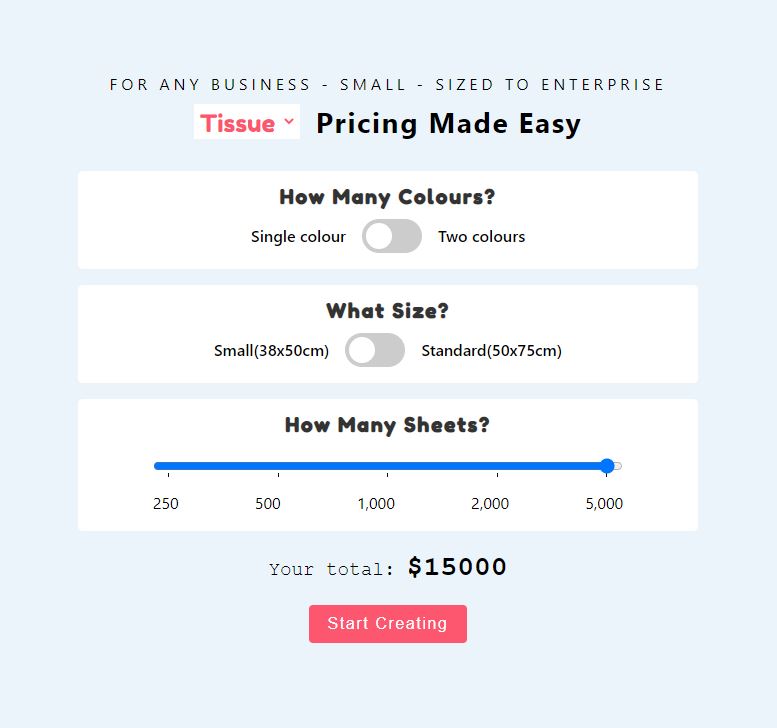 FOR ANY BUSINESS - SMALL - SIZED TO ENTERPRISE
Tissue Pricing Made Easy
How Many Colours?
Single colour Two colours
What Size?
Small(38x50cm) Standard(50x75cm)
How Many Sheets?
250 500 1,000 2,000 5,000
Your total: $15000
Start Creating